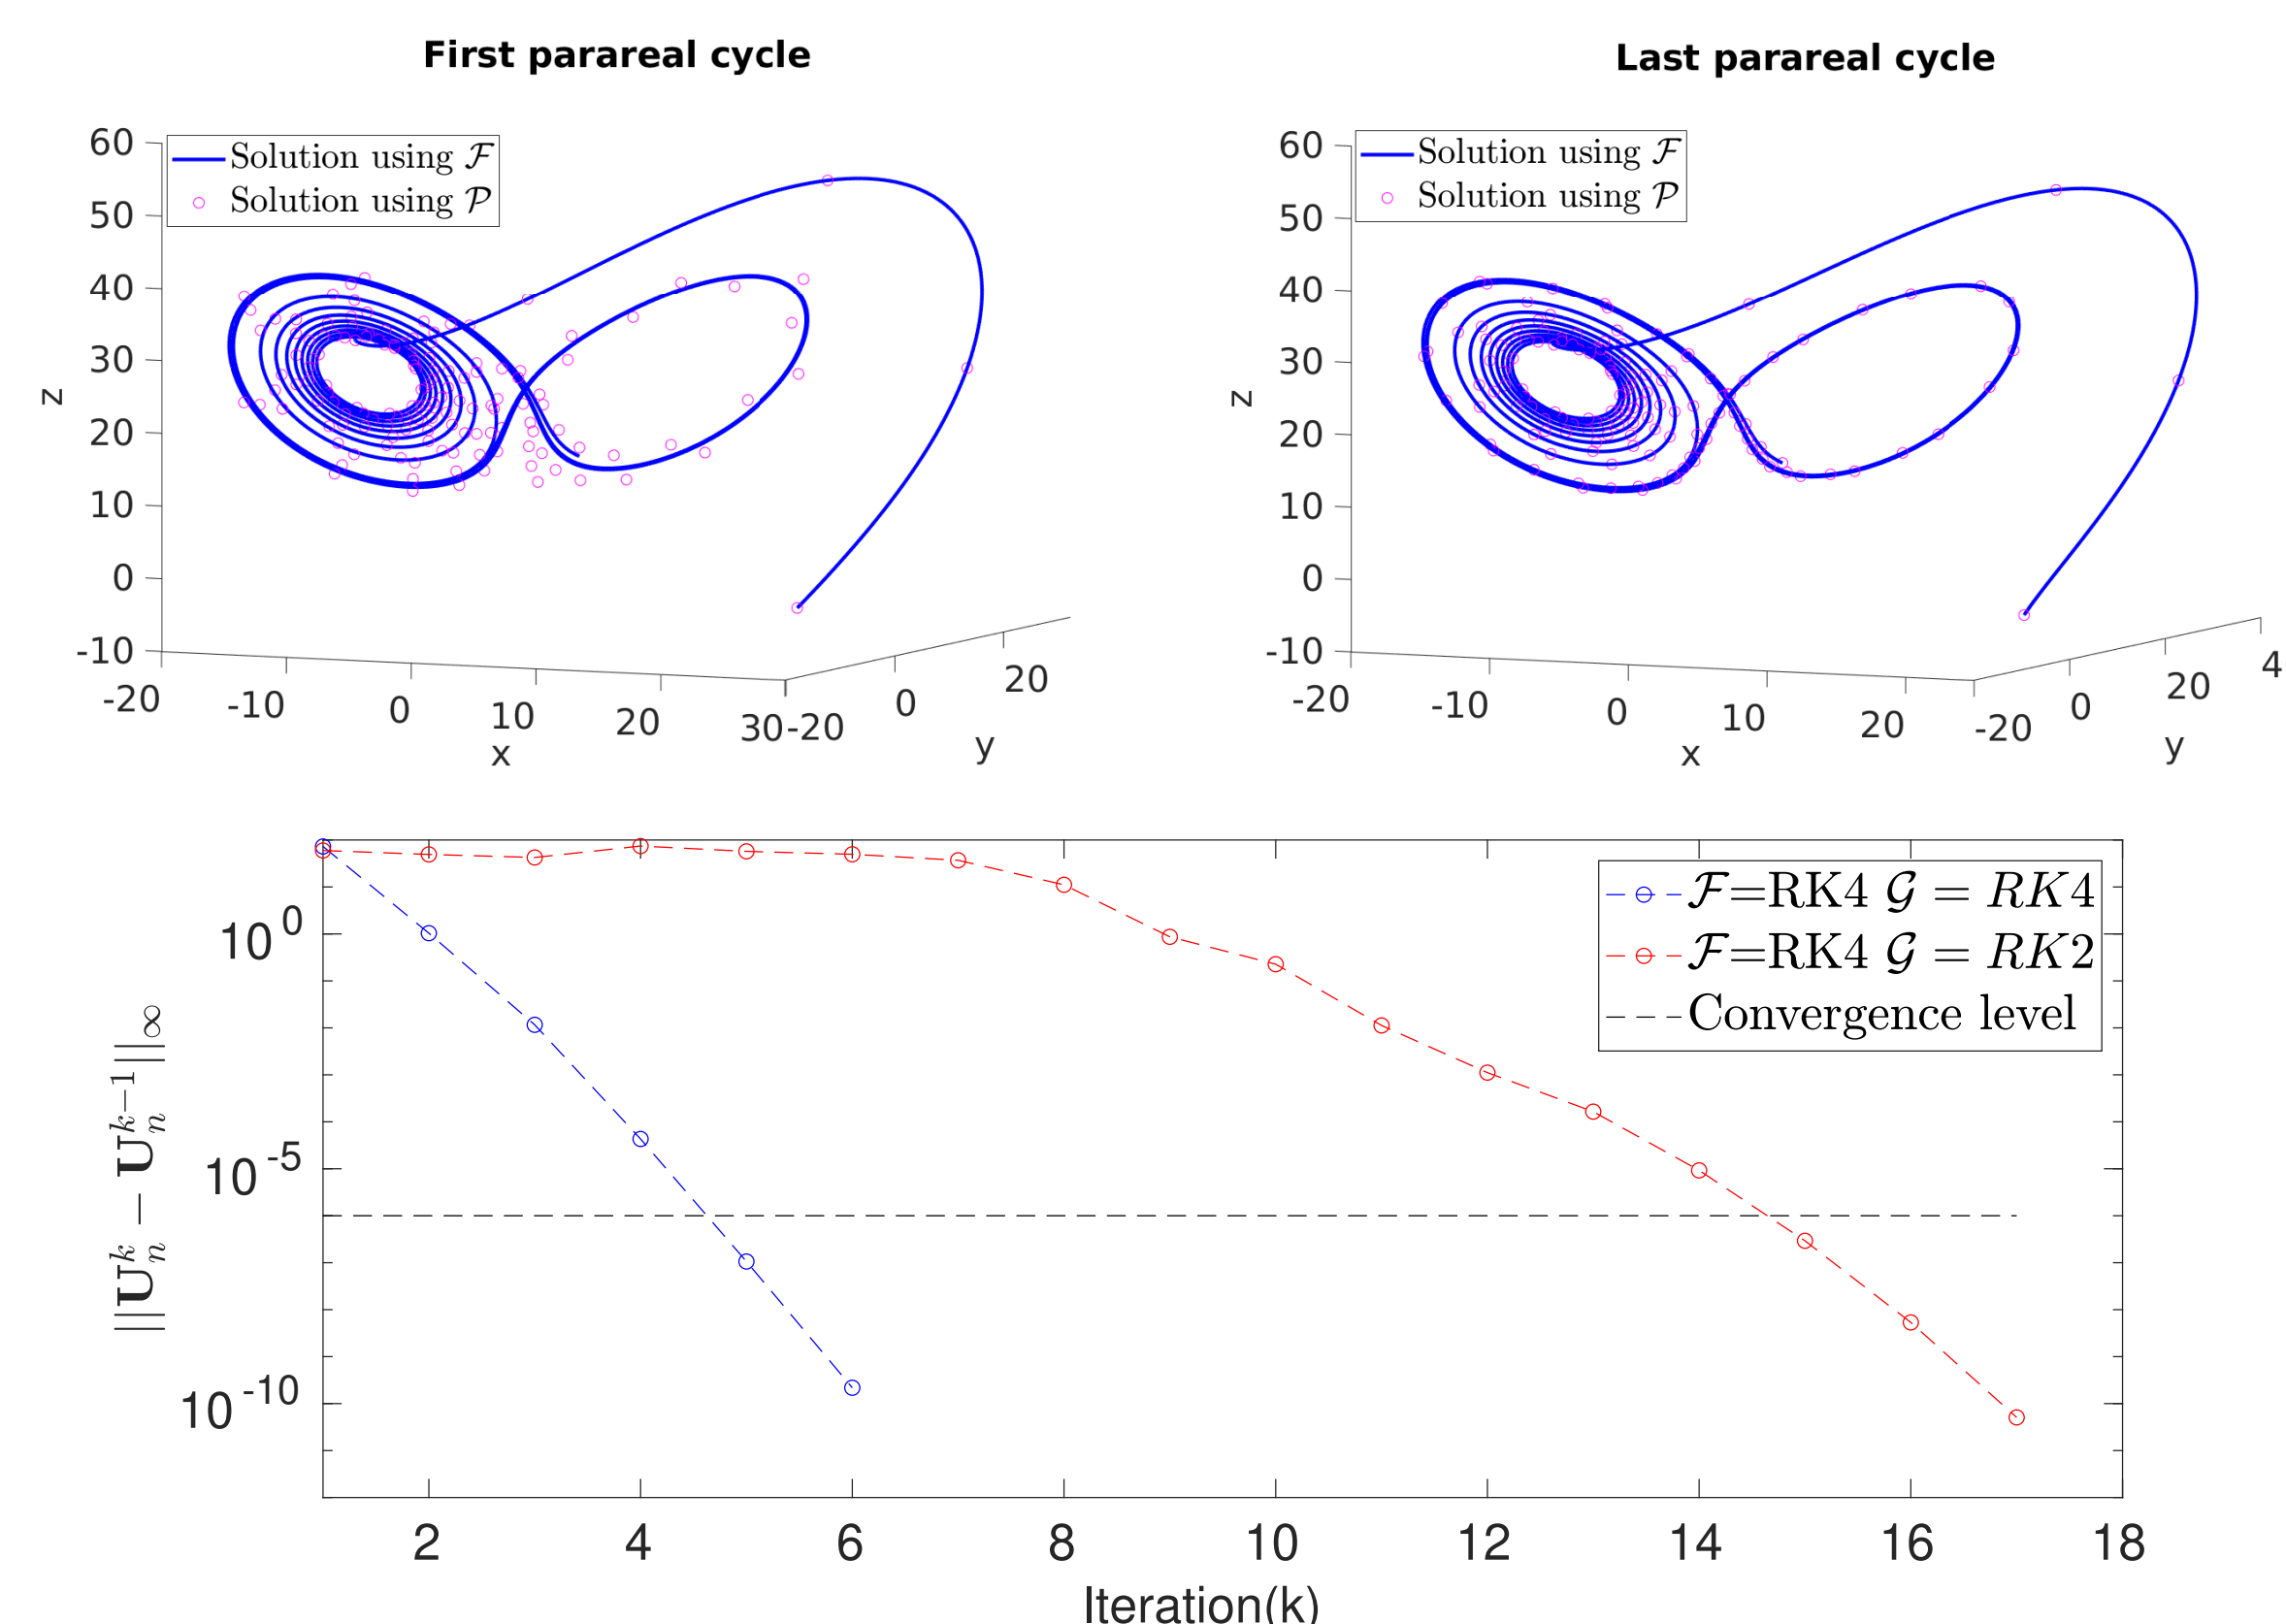 First parareal cycle
Solution using ℱ
Solution using 𝒫
60
50
40
30
20
10
0
-10
z
-20
-10
0
10
20
30
-20
0
20
x
y
Last parareal cycle
Solution using ℱ
Solution using 𝒫
60
50
40
30
20
10
0
-10
z
-20
-10
0
10
20
-20
0
20
4
x
y
ℱ=RK4 𝒢 = RK4
ℱ=RK4 𝒢 = RK2
Convergence level
10^0
10^-5
10^-10
||U_n^k − U_n^{k−1}||_∞
2
4
6
8
10
12
14
16
18
Iteration(k)